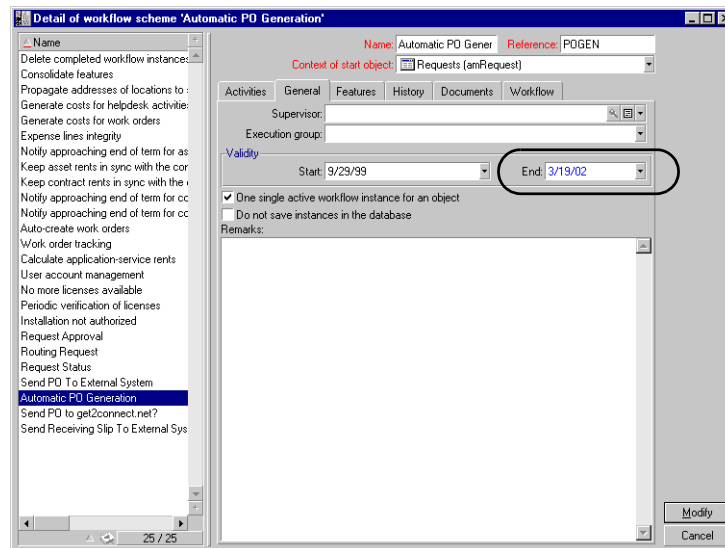 Detail of workflow scheme 'Automatic PO Generation'
Name
Delete completed workflow instances
Consolidate features
Propagate addresses of locations to
Generate costs for helpdesk activitie
Generate costs for work orders
Expense lines integrity
Notify approaching end of term for as
Keep asset rents in sync with the cor
Keep contract rents in sync with the
Notify approaching end of term for cc
Notify approaching end of term for cc
Auto-create work orders
Work order tracking
Calculate application-service rents
User account management
No more licenses available
Periodic verification of licenses
Installation not authorized
Request Approval
Routing Request
Request Status
Send PO To External System
Automatic PO Generation
Send PO to get2connect.net?
Send Receiving Slip To External Sys
25 / 25
Name: Automatic PO Gener Reference: POGEN
Context of start object: Requests (amRequest)
Activities General Features History Documents Workflow
Supervisor:
Execution group:
Validity
Start: 9/29/99 End: 3/19/02
One single active workflow instance for an object
Do not save instances in the database
Remarks:
Modify
Cancel